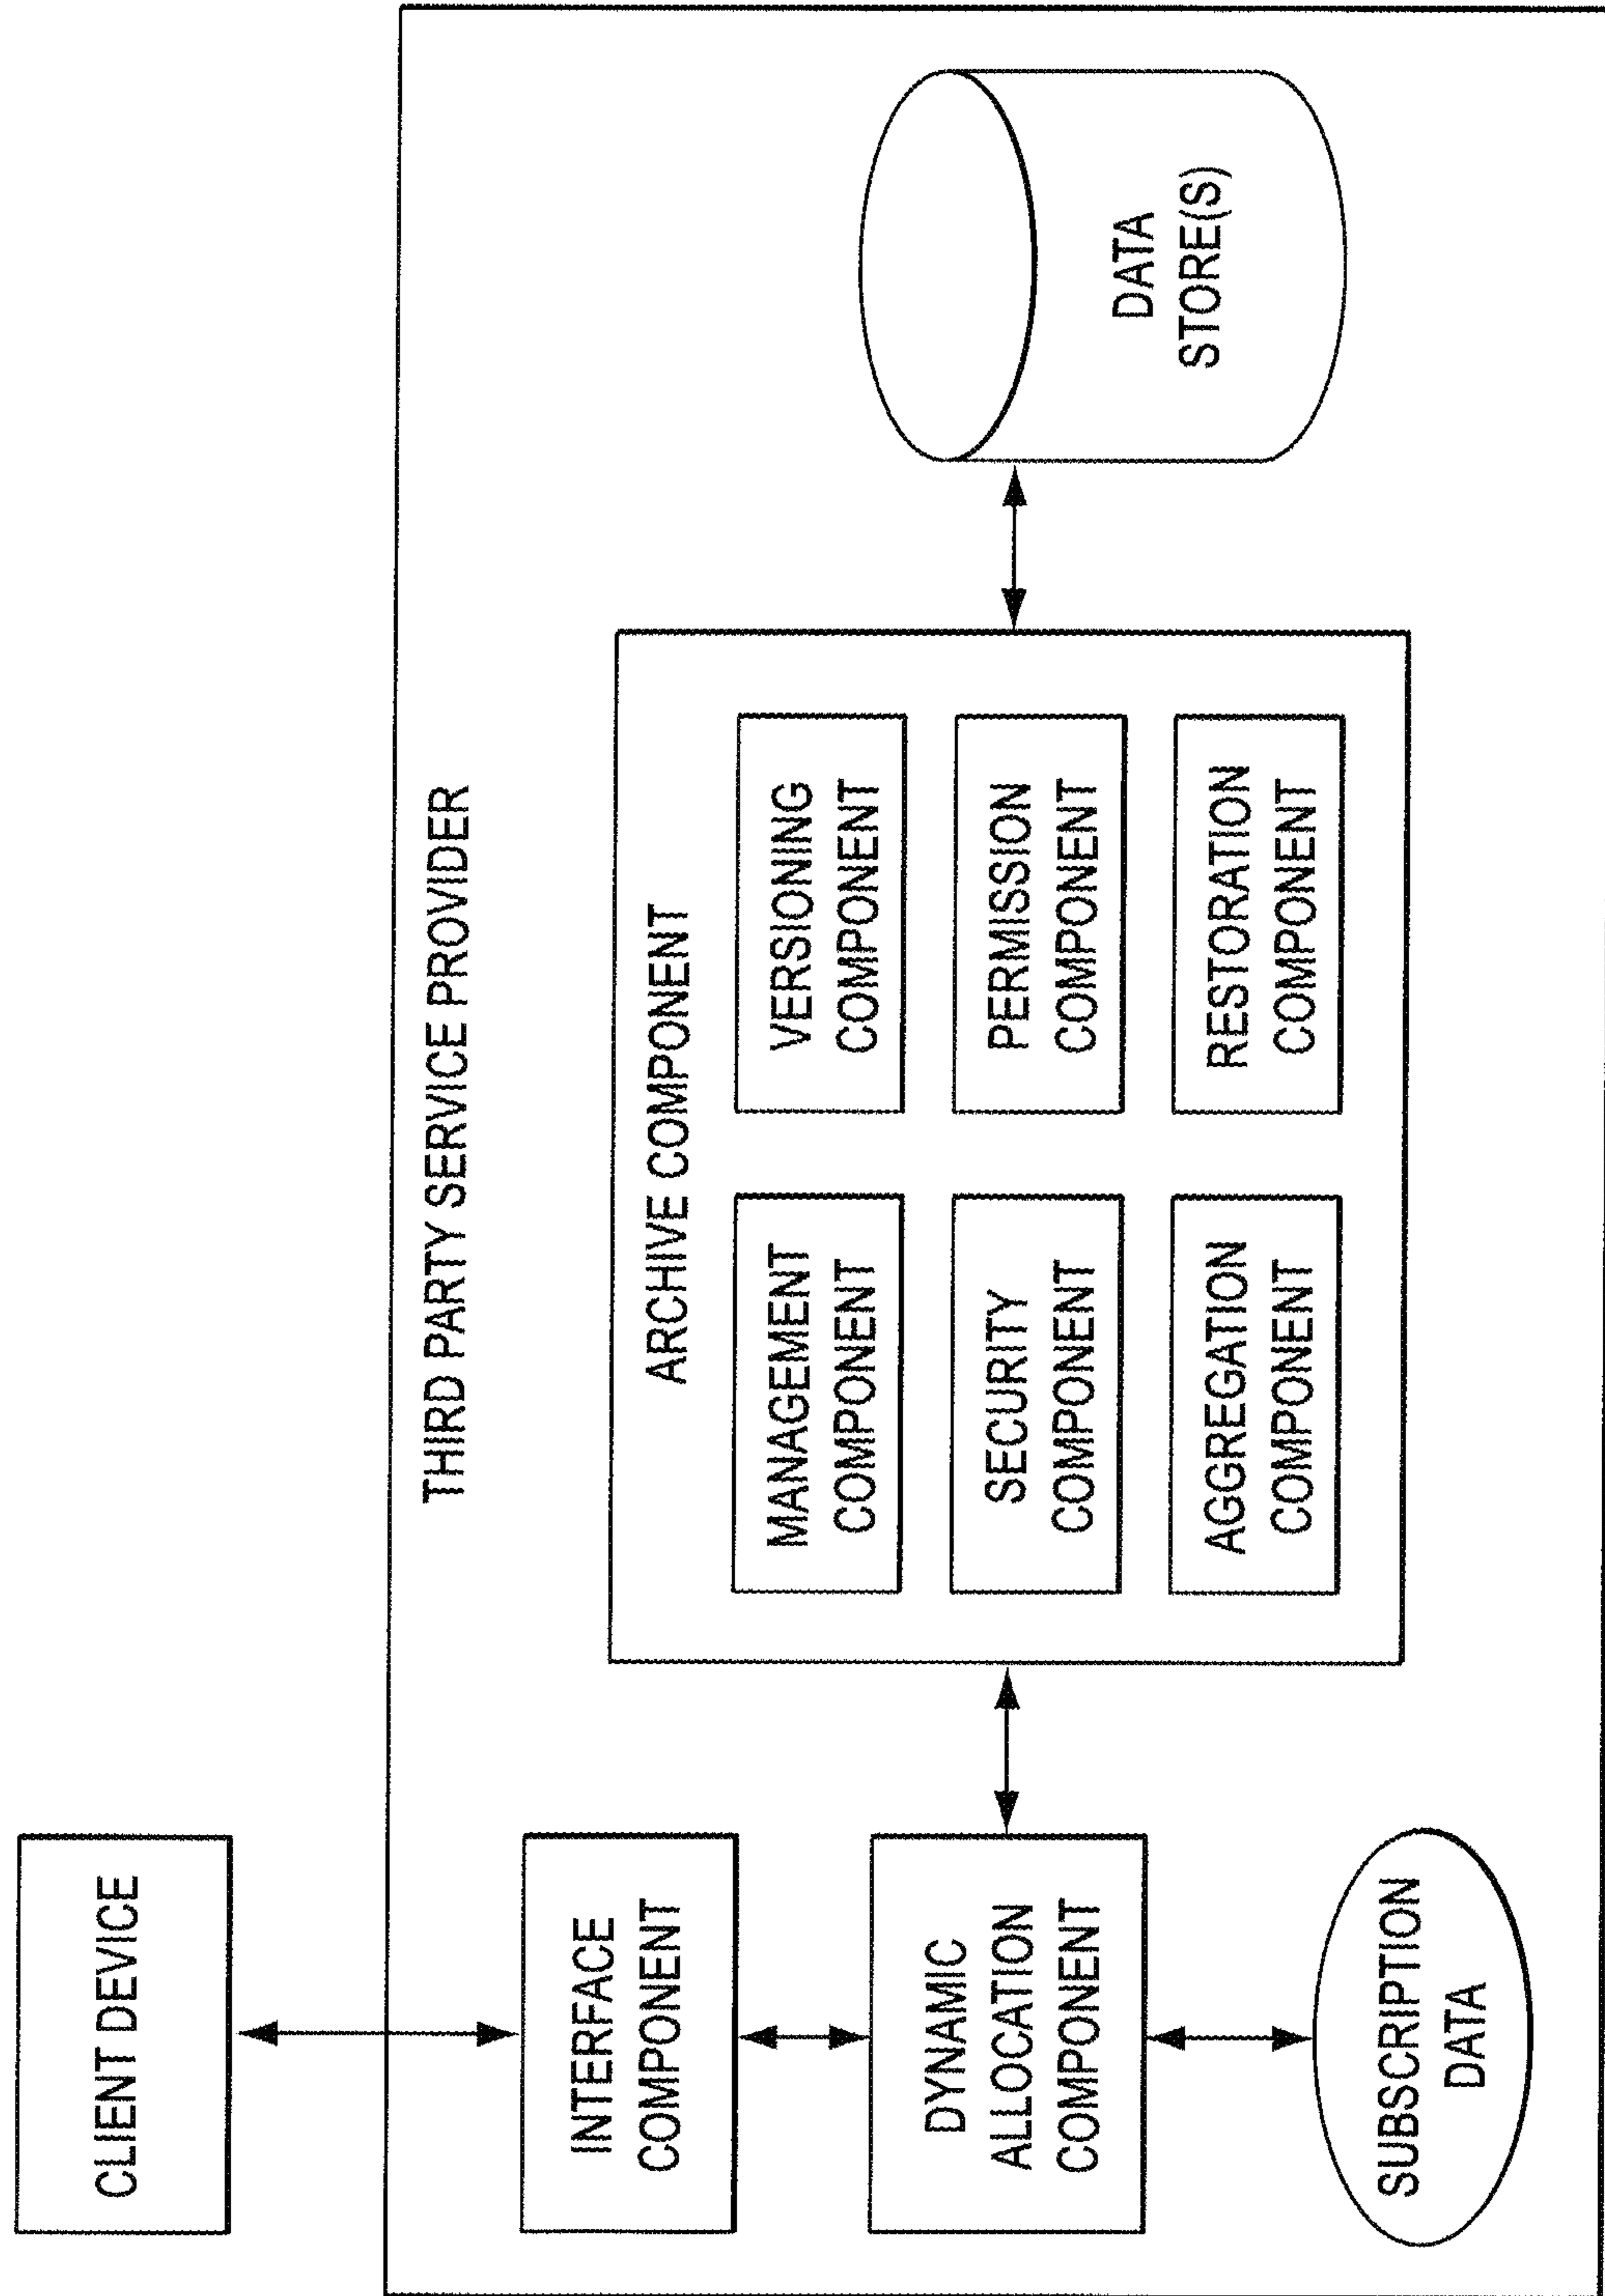 CLIENT DEVICE
THIRD PARTY SERVICE PROVIDER
INTERFACE
COMPONENT
DYNAMIC
ALLOCATION
COMPONENT
SUBSCRIPTION
DATA
ARCHIVE COMPONENT
MANAGEMENT
COMPONENT
VERSIONING
COMPONENT
SECURITY
COMPONENT
PERMISSION
COMPONENT
AGGREGATION
COMPONENT
RESTORATION
COMPONENT
DATA
STORE(S)